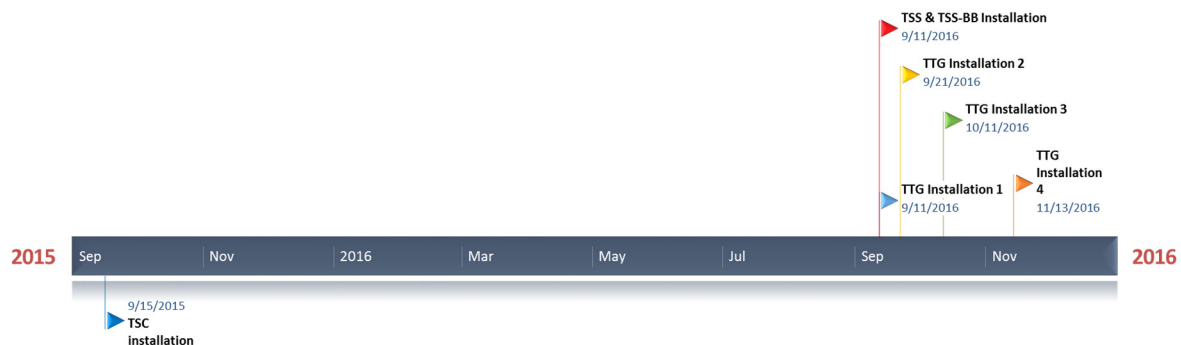 TSS & TSS-BB Installation
9/11/2016
TTG Installation 2
9/21/2016
TTG Installation 3
10/11/2016
TTG
Installation
4
11/13/2016
TTG Installation 1
9/11/2016
2015
Sep
Nov
2016
Mar
May
Jul
Sep
Nov
2016
9/15/2015
TSC
installation